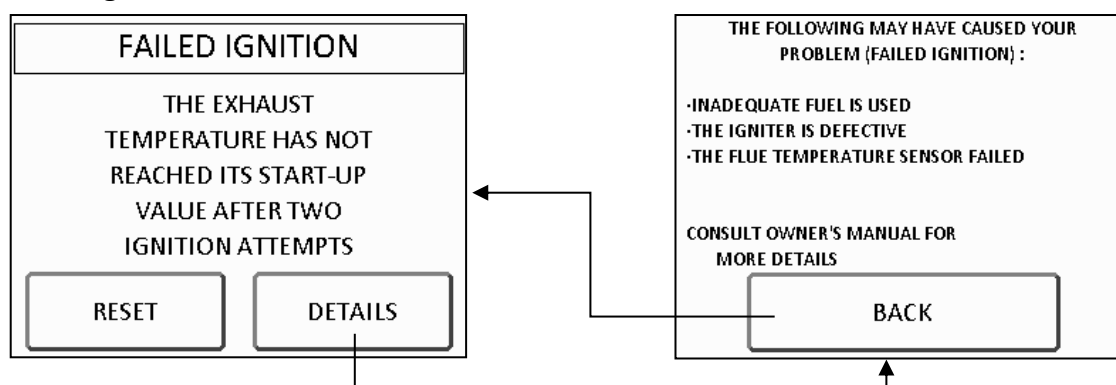 FAILED IGNITION
THE EXHAUST
TEMPERATURE HAS NOT
REACHED ITS START-UP
VALUE AFTER TWO
IGNITION ATTEMPTS
RESET
DETAILS
THE FOLLOWING MAY HAVE CAUSED YOUR
PROBLEM (FAILED IGNITION) :
·INADEQUATE FUEL IS USED
·THE IGNITER IS DEFECTIVE
·THE FLUE TEMPERATURE SENSOR FAILED
CONSULT OWNER'S MANUAL FOR
MORE DETAILS
BACK